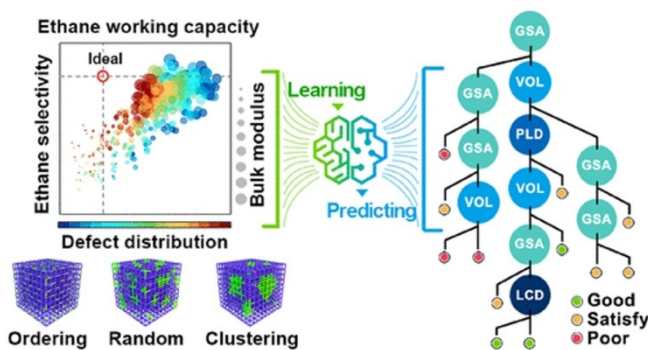 Ethane working capacity
Ideal
Ethane selectivity
Bulk modulus
Defect distribution
Ordering
Random
Clustering
Learning
Predicting
GSA
GSA
VOL
GSA
PLD
GSA
VOL
VOL
GSA
GSA
LCD
Good
Satisfy
Poor